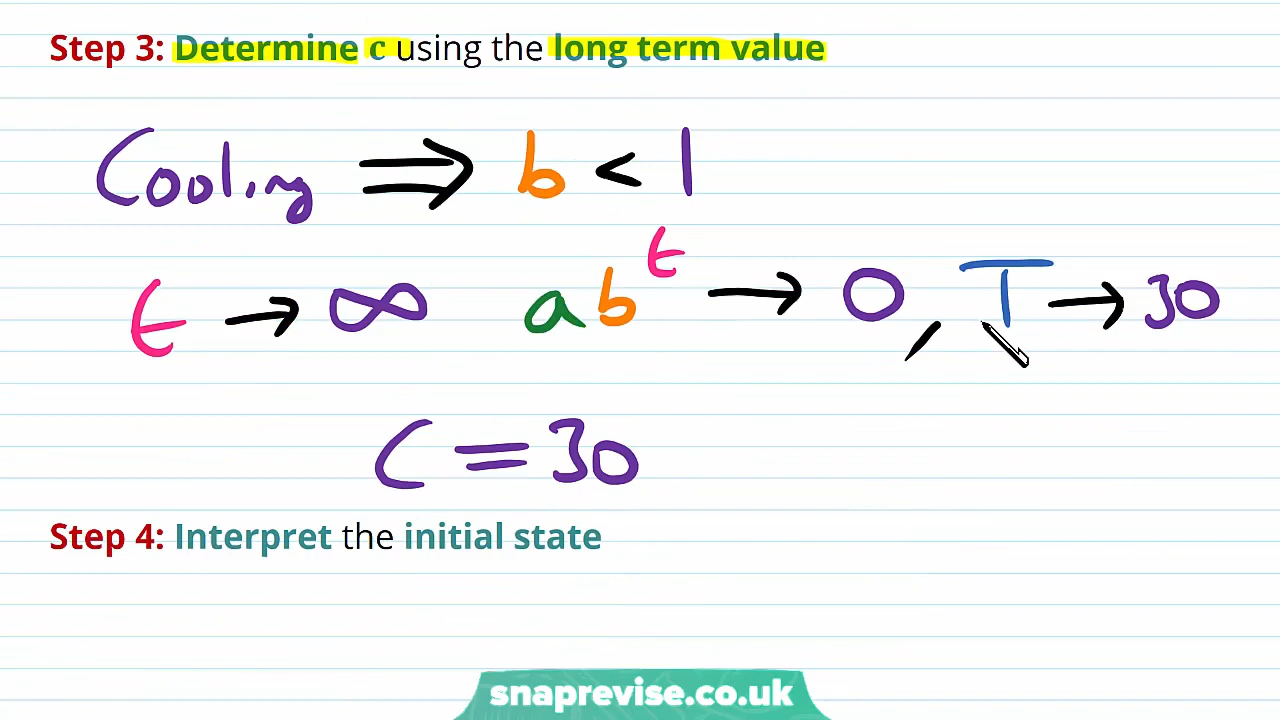 Step 3: Determine c using the long term value
Cooling ⇒ b < 1
t → ∞ ab^t → 0, T → 30
C = 30
Step 4: Interpret the initial state
snaprevise.co.uk